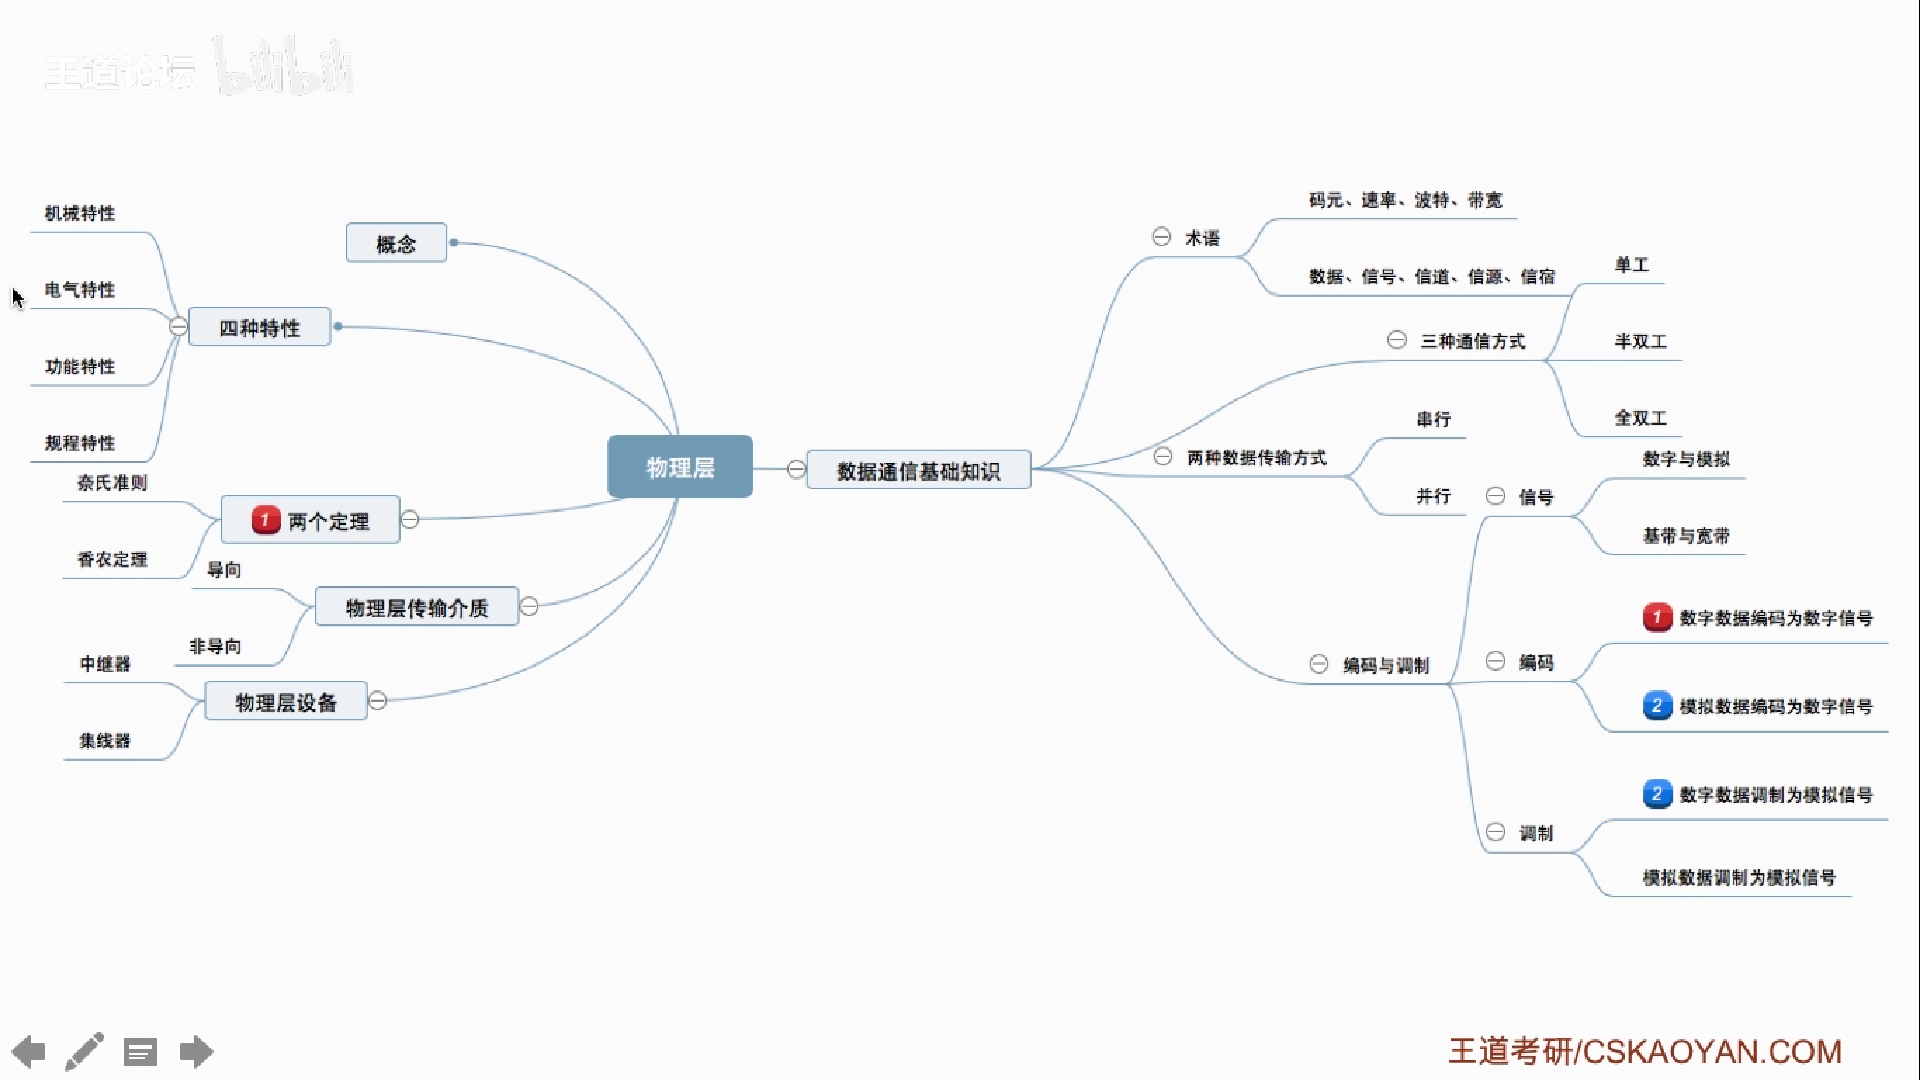 王道论坛 bilibili
机械特性
电气特性
功能特性
规程特性
四种特性
概念
奈氏准则
香农定理
1 两个定理
导向
非导向
物理层传输介质
中继器
集线器
物理层设备
物理层
数据通信基础知识
术语
码元、速率、波特、带宽
数据、信号、信道、信源、信宿
三种通信方式
单工
半双工
全双工
两种数据传输方式
串行
并行
编码与调制
信号
数字与模拟
基带与宽带
编码
1 数字数据编码为数字信号
2 模拟数据编码为数字信号
调制
2 数字数据调制为模拟信号
模拟数据调制为模拟信号
王道考研/CSKAOYAN.COM